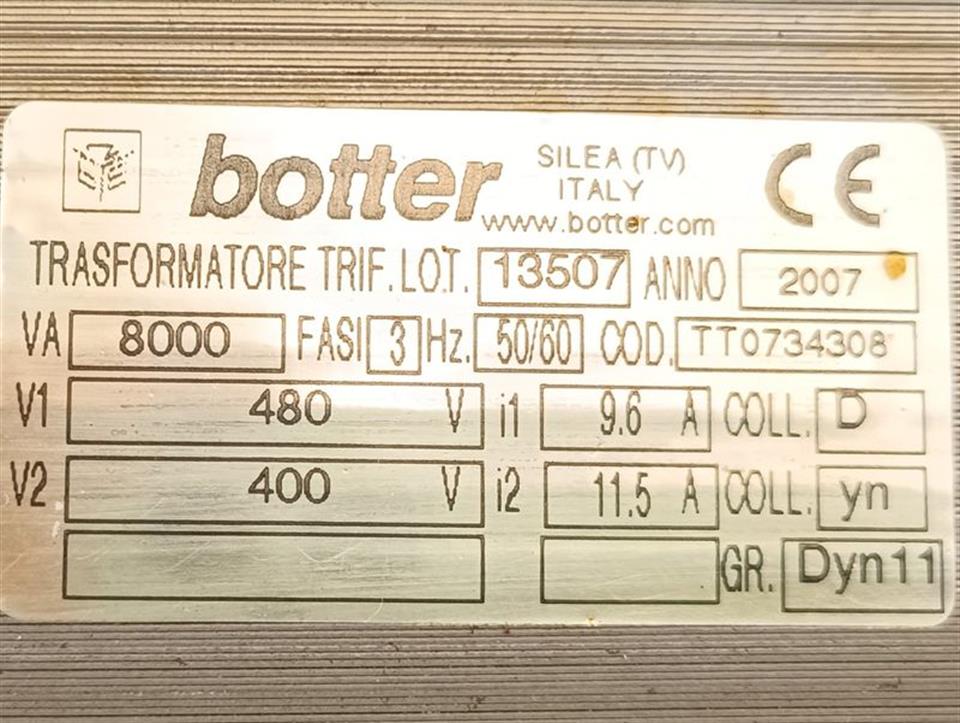 botter
SILEA (TV)
ITALY
www.botter.com
CE
TRASFORMATORE TRIF. LOT. 13507 ANNO 2007
VA 8000 FASI 3 Hz. 50/60 COD. TT0734308
V1 480 V i1 9.6 A COLL. D
V2 400 V i2 11.5 A COLL. yn
GR. Dyn11